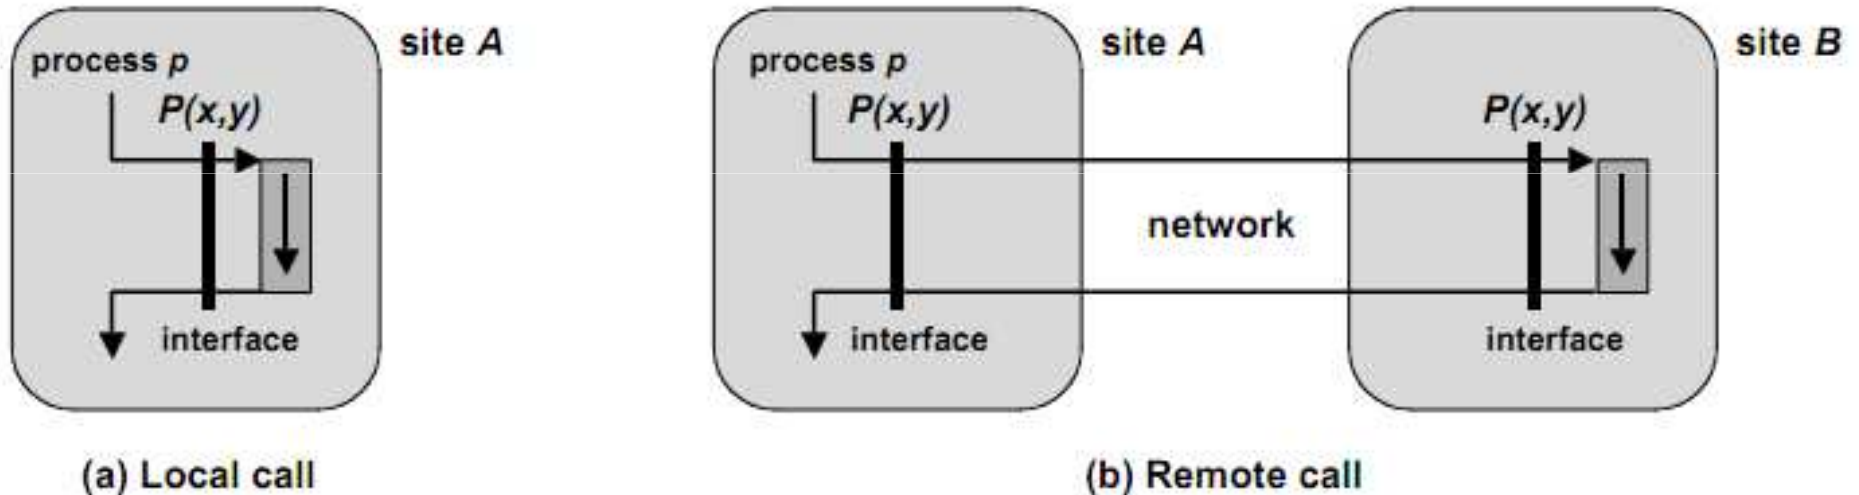 site A
process p
P(x,y)
interface
(a) Local call
site A
process p
P(x,y)
interface
network
site B
P(x,y)
interface
(b) Remote call